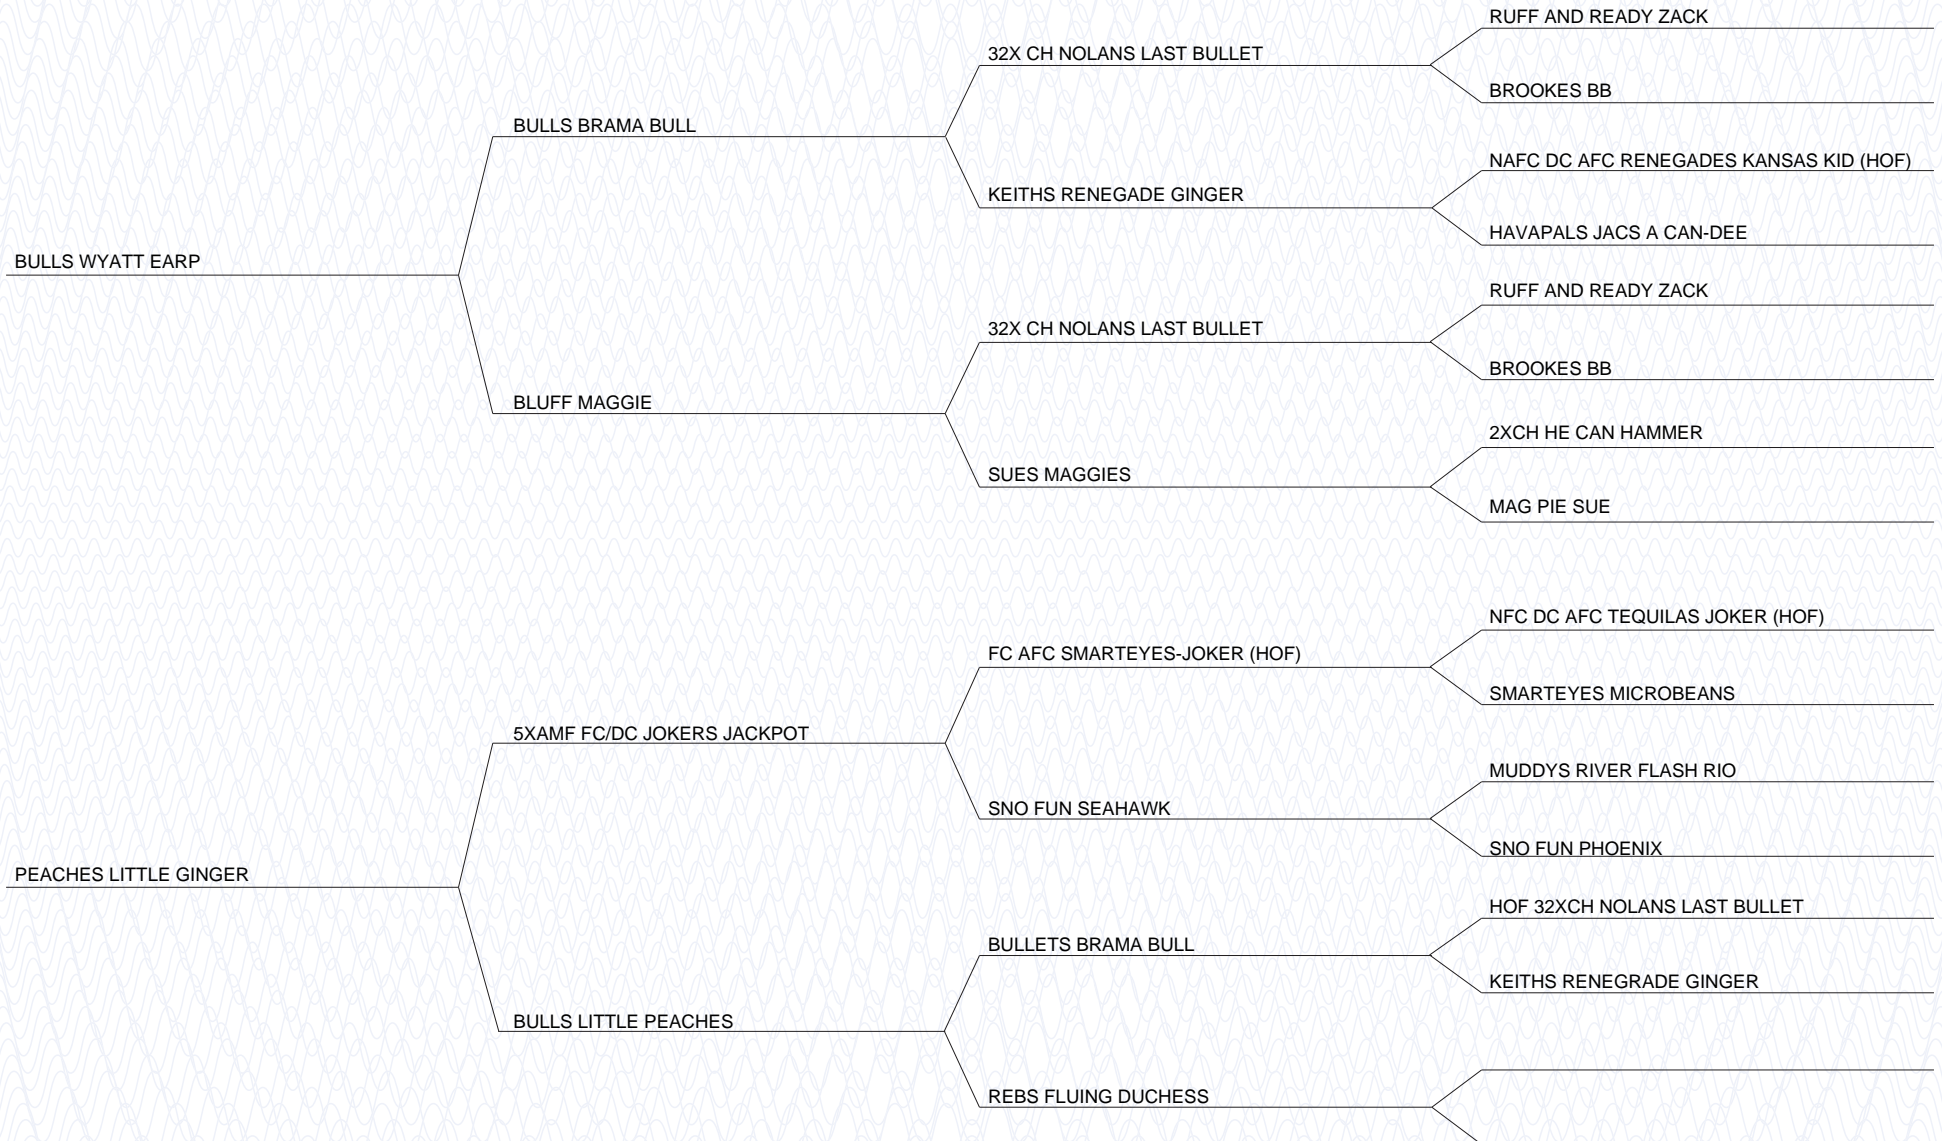 RUFF AND READY ZACK
32X CH NOLANS LAST BULLET
BROOKES BB
BULLS BRAMA BULL
NAFC DC AFC RENEGADES KANSAS KID (HOF)
KEITHS RENEGADE GINGER
HAVAPALS JACS A CAN-DEE
BULLS WYATT EARP
RUFF AND READY ZACK
32X CH NOLANS LAST BULLET
BROOKES BB
BLUFF MAGGIE
2XCH HE CAN HAMMER
SUES MAGGIES
MAG PIE SUE
NFC DC AFC TEQUILAS JOKER (HOF)
FC AFC SMARTEYES-JOKER (HOF)
SMARTEYES MICROBEANS
5XAMF FC/DC JOKERS JACKPOT
MUDDYS RIVER FLASH RIO
SNO FUN SEAHAWK
SNO FUN PHOENIX
PEACHES LITTLE GINGER
HOF 32XCH NOLANS LAST BULLET
BULLETS BRAMA BULL
KEITHS RENEGRADE GINGER
BULLS LITTLE PEACHES
REBS FLUING DUCHESS